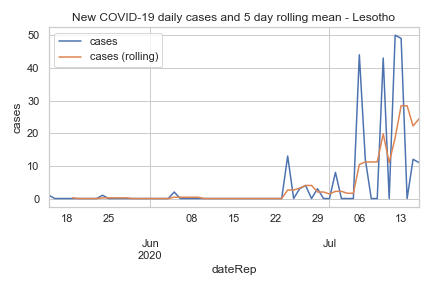 New COVID-19 daily cases and 5 day rolling mean - Lesotho
cases
cases (rolling)
50
40
30
20
10
0
cases
18 25 08 15 22 29 06 13
Jun Jul
2020
dateRep